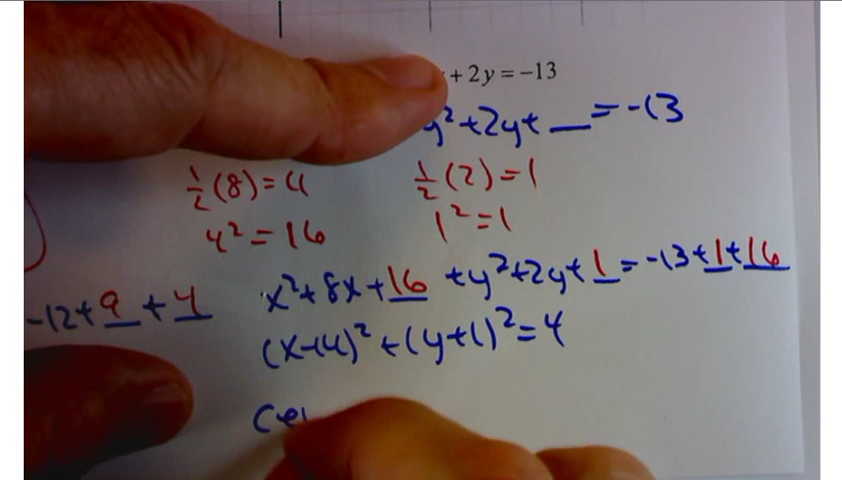 + 2y = -13
y² + 2y + __ = -13
½(8) = 4 ½(2) = 1
4² = 16 1² = 1
x² + 8x + 16 + y² + 2y + 1 = -13 + 1 + 16
-12 + 9 + 4
(x+4)² + (y+1)² = 4
Ce